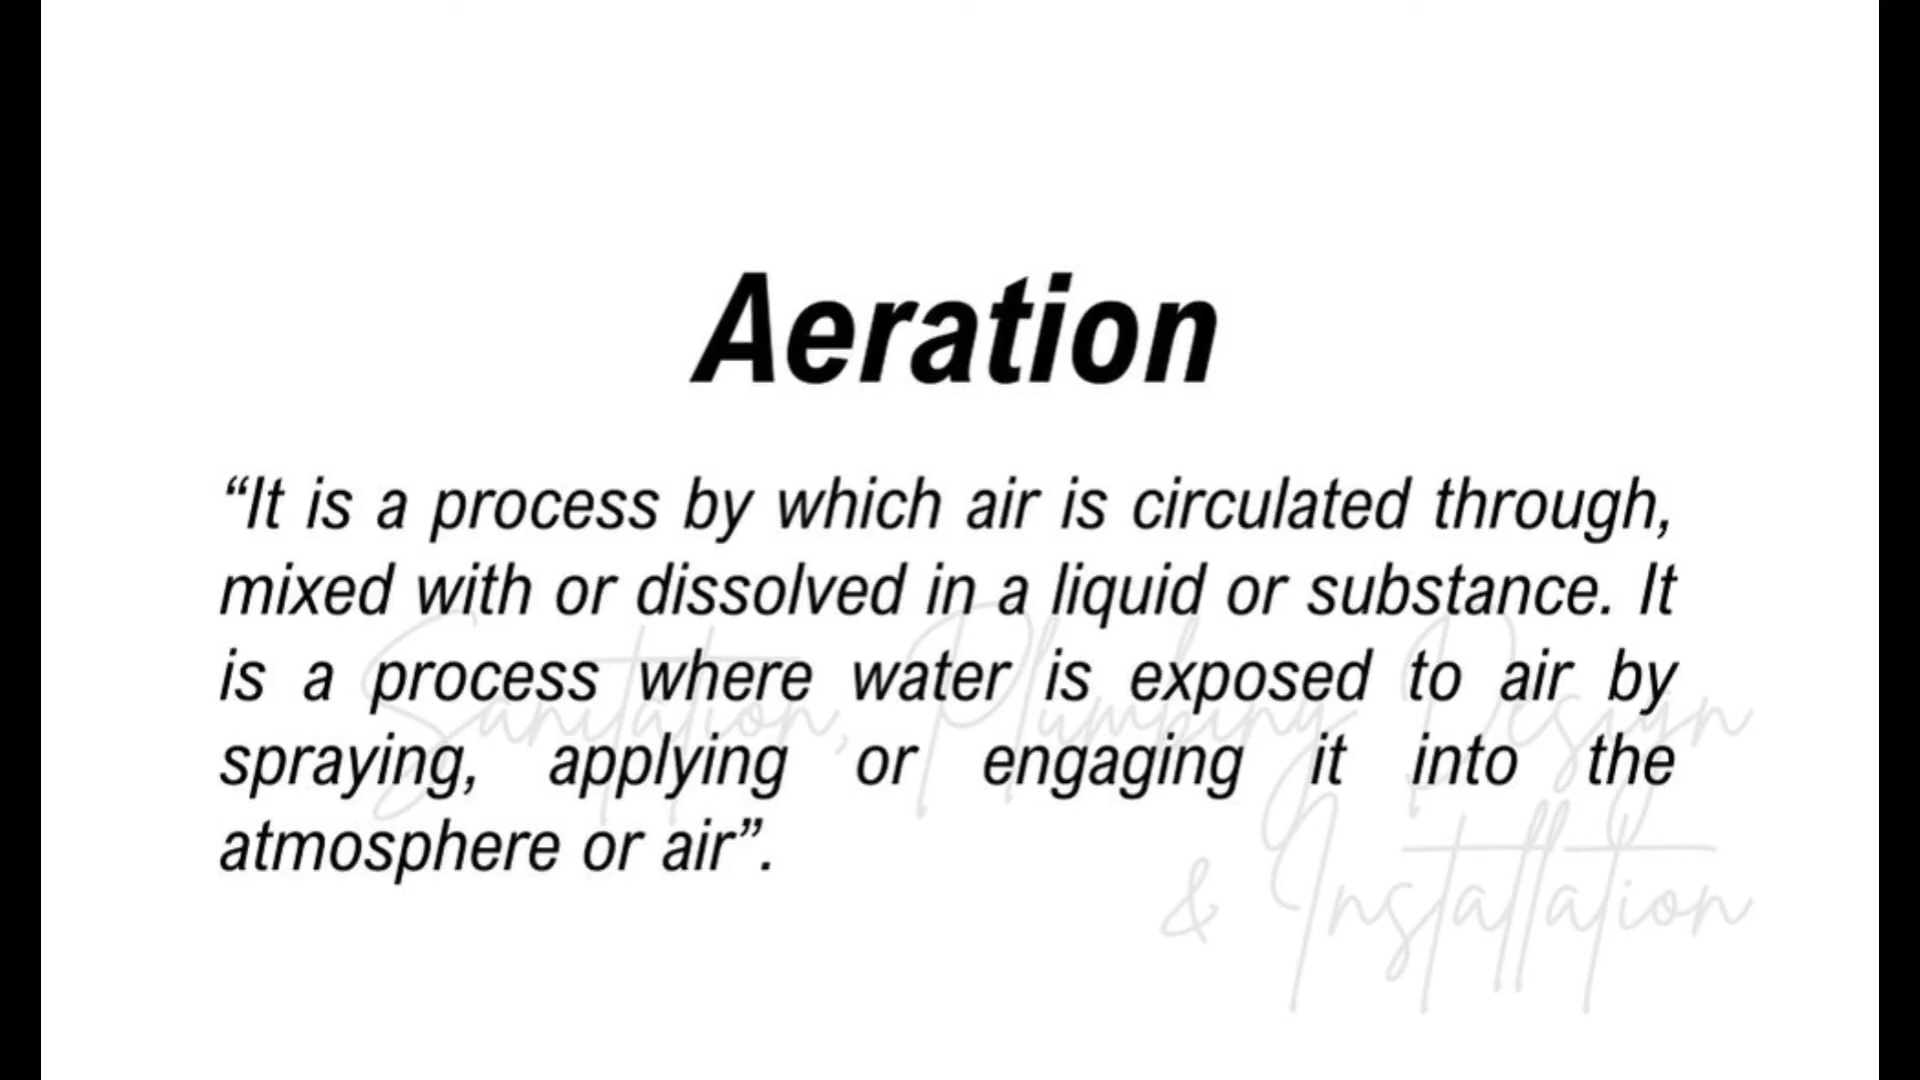 Aeration
“It is a process by which air is circulated through,
mixed with or dissolved in a liquid or substance. It
is a process where water is exposed to air by
spraying, applying or engaging it into the
atmosphere or air”.
Sanitation, Plumbing Design
& Installation